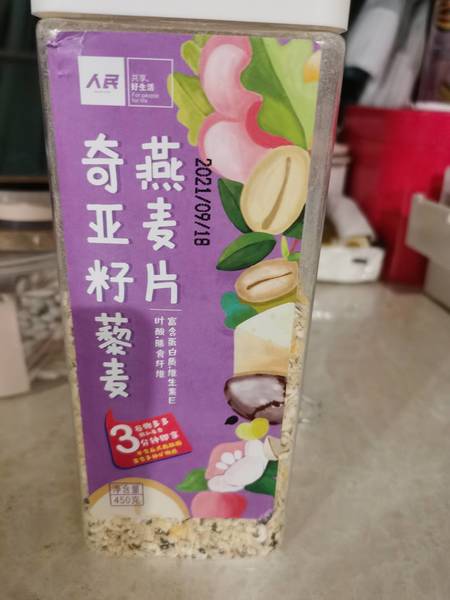 人民
共享，
好生活
For people
for life
奇亚籽藜麦
燕麦片
2021/09/18
富含蛋白质,维生素E
叶酸膳食纤维
3
净含量
450克